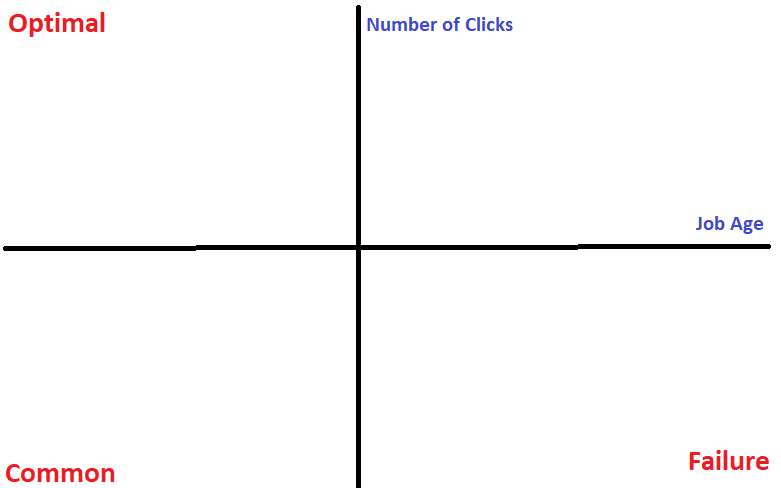 Optimal
Number of Clicks
Job Age
Common
Failure